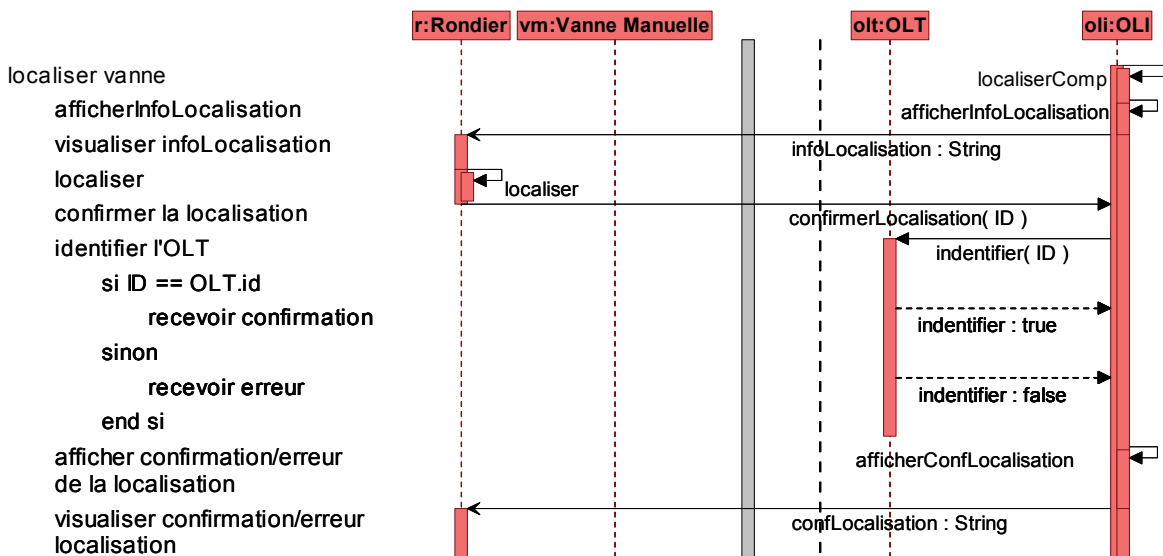 r:Rondier vm:Vanne Manuelle olt:OLT oli:OLI
localiser vanne
localiserComp
afficherInfoLocalisation
afficherInfoLocalisation
visualiser infoLocalisation
infoLocalisation : String
localiser
localiser
confirmer la localisation
confirmerLocalisation( ID )
identifier l'OLT
indentifier( ID )
si ID == OLT.id
recevoir confirmation
indentifier : true
sinon
recevoir erreur
indentifier : false
end si
afficher confirmation/erreur
de la localisation
afficherConfLocalisation
visualiser confirmation/erreur
localisation
confLocalisation : String